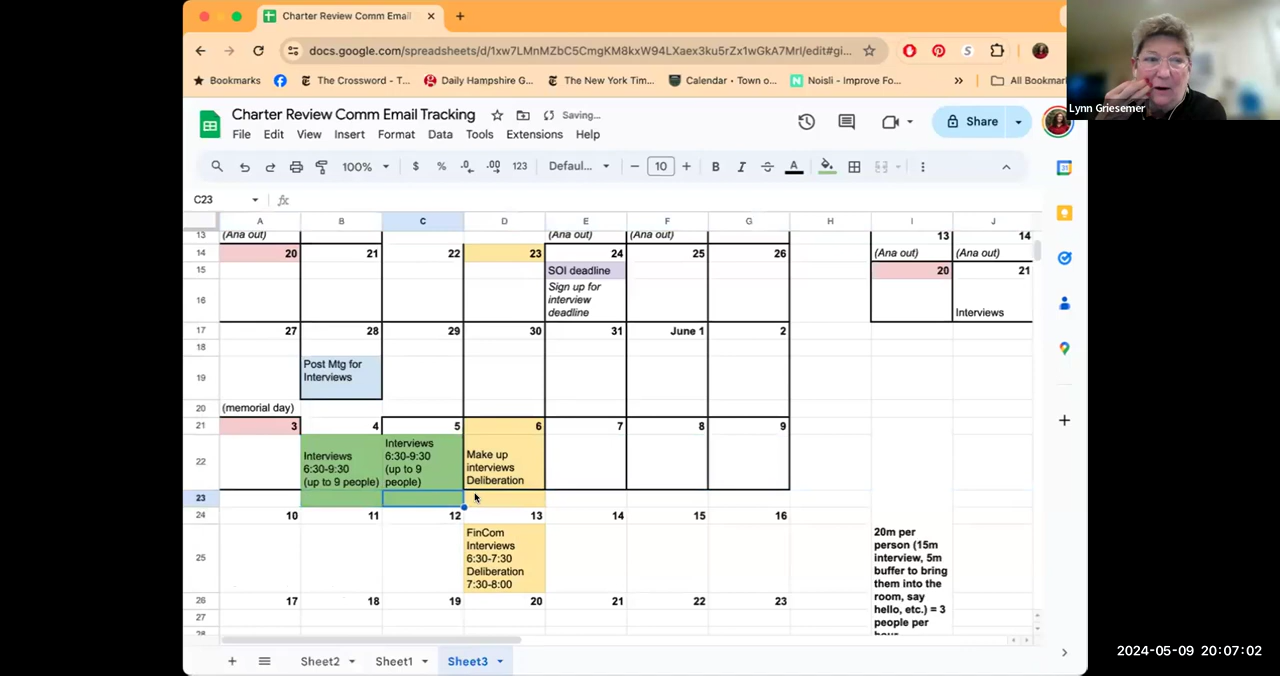 Charter Review Comm Email
docs.google.com/spreadsheets/d/1xw7LMnMZbC5CmgKM8kxW94LXaex3ku5rZx1wGkA7MrI/edit#gi...
Bookmarks
The Crossword - T...
Daily Hampshire G...
The New York Tim...
Calendar • Town o...
Noisli - Improve Fo...
»
All Bookmar
Lynn Griesemer
Charter Review Comm Email Tracking
Saving...
File Edit View Insert Format Data Tools Extensions Help
Share
100% $ % .0 .00 123 Defaul... − 10 + B I A
C23 fx
A B C D E F G H I J
13 (Ana out) (Ana out) (Ana out) 13 14
14 20 21 22 23 24 25 26 (Ana out) (Ana out)
15 SOI deadline 20 21
16
Sign up for
interview
deadline
Interviews
17 27 28 29 30 31 June 1 2
18
19
Post Mtg for
Interviews
20 (memorial day)
21 3 4 5 6 7 8 9
22
Interviews
6:30-9:30
(up to 9 people)
Interviews
6:30-9:30
(up to 9
people)
Make up
interviews
Deliberation
23
24 10 11 12 13 14 15 16
25
FinCom
Interviews
6:30-7:30
Deliberation
7:30-8:00
20m per
person (15m
interview, 5m
buffer to bring
them into the
room, say
hello, etc.) = 3
people per
hour
26 17 18 19 20 21 22 23
27
28
+ Sheet2 Sheet1 Sheet3
2024-05-09 20:07:02